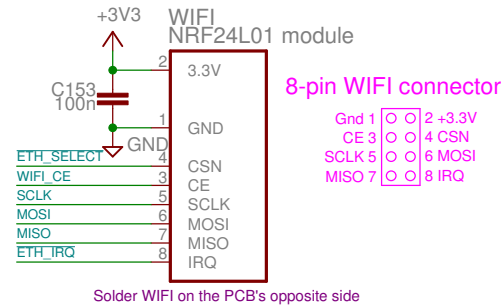 +3V3
WIFI
NRF24L01 module
2
3.3V
C153
100n
1
GND
GND
ETH_SELECT
4
CSN
WIFI_CE
3
CE
SCLK
5
SCLK
MOSI
6
MOSI
MISO
7
MISO
ETH_IRQ
8
IRQ
8-pin WIFI connector
Gnd 1 2 +3.3V
CE 3 4 CSN
SCLK 5 6 MOSI
MISO 7 8 IRQ
Solder WIFI on the PCB's opposite side